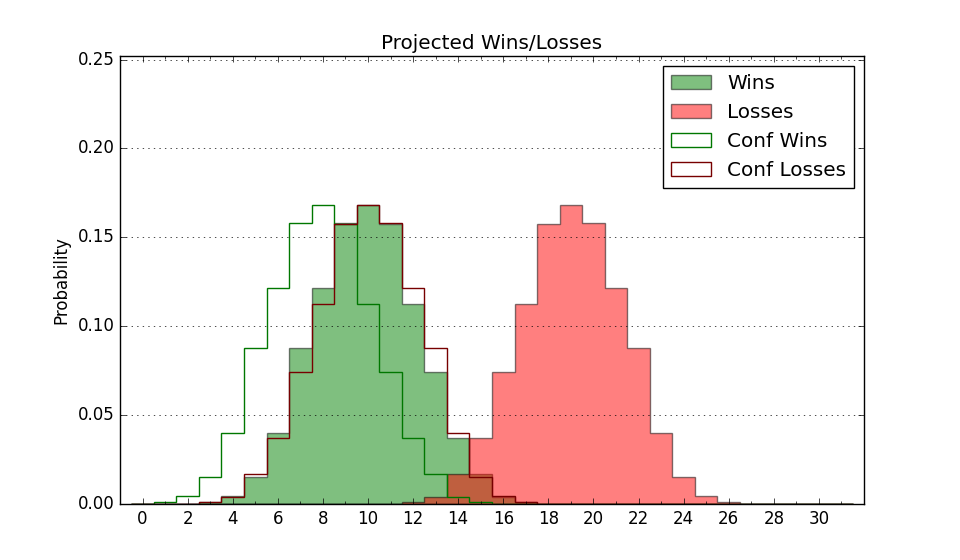 Projected Wins/Losses
0.25
0.20
0.15
0.10
0.05
0.00
Probability
Wins
Losses
Conf Wins
Conf Losses
0 2 4 6 8 10 12 14 16 18 20 22 24 26 28 30